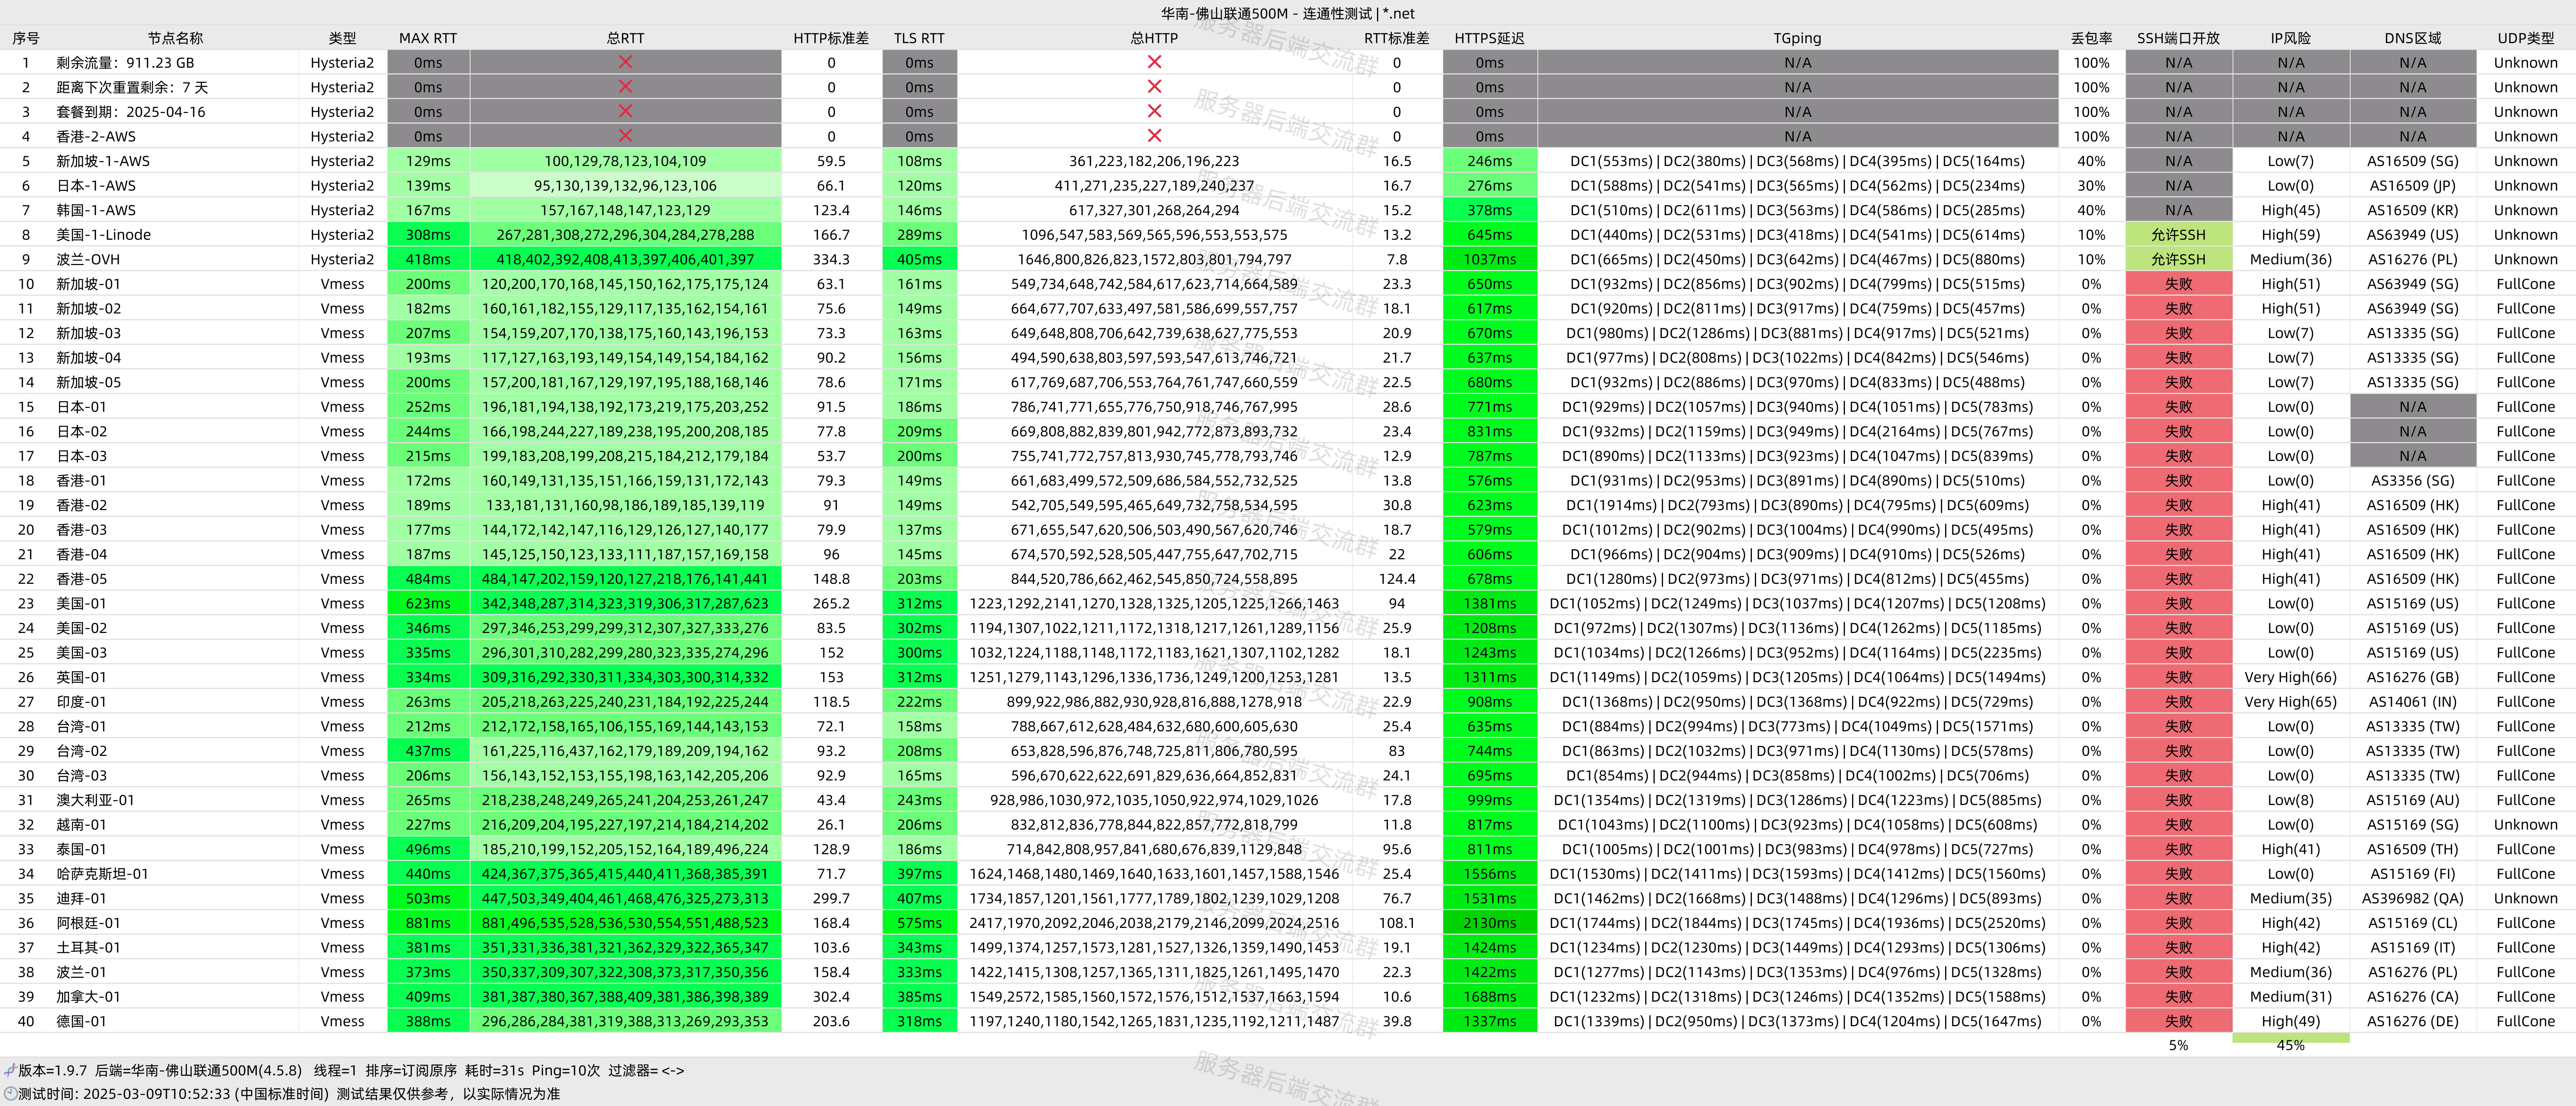 华南-佛山联通500M - 连通性测试 | *.net
序号 节点名称 类型 MAX RTT 总RTT HTTP标准差 TLS RTT 总HTTP RTT标准差 HTTPS延迟 TGping 丢包率 SSH端口开放 IP风险 DNS区域 UDP类型
1 剩余流量：911.23 GB Hysteria2 0ms ❌ 0 0ms ❌ 0 0ms N/A 100% N/A N/A N/A Unknown
2 距离下次重置剩余：7 天 Hysteria2 0ms ❌ 0 0ms ❌ 0 0ms N/A 100% N/A N/A N/A Unknown
3 套餐到期：2025-04-16 Hysteria2 0ms ❌ 0 0ms ❌ 0 0ms N/A 100% N/A N/A N/A Unknown
4 香港-2-AWS Hysteria2 0ms ❌ 0 0ms ❌ 0 0ms N/A 100% N/A N/A N/A Unknown
5 新加坡-1-AWS Hysteria2 129ms 100,129,78,123,104,109 59.5 108ms 361,223,182,206,196,223 16.5 246ms DC1(553ms) | DC2(380ms) | DC3(568ms) | DC4(395ms) | DC5(164ms) 40% N/A Low(7) AS16509 (SG) Unknown
6 日本-1-AWS Hysteria2 139ms 95,130,139,132,96,123,106 66.1 120ms 411,271,235,227,189,240,237 16.7 276ms DC1(588ms) | DC2(541ms) | DC3(565ms) | DC4(562ms) | DC5(234ms) 30% N/A Low(0) AS16509 (JP) Unknown
7 韩国-1-AWS Hysteria2 167ms 157,167,148,147,123,129 123.4 146ms 617,327,301,268,264,294 15.2 378ms DC1(510ms) | DC2(611ms) | DC3(563ms) | DC4(586ms) | DC5(285ms) 40% N/A High(45) AS16509 (KR) Unknown
8 美国-1-Linode Hysteria2 308ms 267,281,308,272,296,304,284,278,288 166.7 289ms 1096,547,583,569,565,596,553,553,575 13.2 645ms DC1(440ms) | DC2(531ms) | DC3(418ms) | DC4(541ms) | DC5(614ms) 10% 允许SSH High(59) AS63949 (US) Unknown
9 波兰-OVH Hysteria2 418ms 418,402,392,408,413,397,406,401,397 334.3 405ms 1646,800,826,823,1572,803,801,794,797 7.8 1037ms DC1(665ms) | DC2(450ms) | DC3(642ms) | DC4(467ms) | DC5(880ms) 10% 允许SSH Medium(36) AS16276 (PL) Unknown
10 新加坡-01 Vmess 200ms 120,200,170,168,145,150,162,175,175,124 63.1 161ms 549,734,648,742,584,617,623,714,664,589 23.3 650ms DC1(932ms) | DC2(856ms) | DC3(902ms) | DC4(799ms) | DC5(515ms) 0% 失败 High(51) AS63949 (SG) FullCone
11 新加坡-02 Vmess 182ms 160,161,182,155,129,117,135,162,154,161 75.6 149ms 664,677,707,633,497,581,586,699,557,757 18.1 617ms DC1(920ms) | DC2(811ms) | DC3(917ms) | DC4(759ms) | DC5(457ms) 0% 失败 High(51) AS63949 (SG) FullCone
12 新加坡-03 Vmess 207ms 154,159,207,170,138,175,160,143,196,153 73.3 163ms 649,648,808,706,642,739,638,627,775,553 20.9 670ms DC1(980ms) | DC2(1286ms) | DC3(881ms) | DC4(917ms) | DC5(521ms) 0% 失败 Low(7) AS13335 (SG) FullCone
13 新加坡-04 Vmess 193ms 117,127,163,193,149,154,149,154,184,162 90.2 156ms 494,590,638,803,597,593,547,613,746,721 21.7 637ms DC1(977ms) | DC2(808ms) | DC3(1022ms) | DC4(842ms) | DC5(546ms) 0% 失败 Low(7) AS13335 (SG) FullCone
14 新加坡-05 Vmess 200ms 157,200,181,167,129,197,195,188,168,146 78.6 171ms 617,769,687,706,553,764,761,747,660,559 22.5 680ms DC1(932ms) | DC2(886ms) | DC3(970ms) | DC4(833ms) | DC5(488ms) 0% 失败 Low(7) AS13335 (SG) FullCone
15 日本-01 Vmess 252ms 196,181,194,138,192,173,219,175,203,252 91.5 186ms 786,741,771,655,776,750,918,746,767,995 28.6 771ms DC1(929ms) | DC2(1057ms) | DC3(940ms) | DC4(1051ms) | DC5(783ms) 0% 失败 Low(0) N/A FullCone
16 日本-02 Vmess 244ms 166,198,244,227,189,238,195,200,208,185 77.8 209ms 669,808,882,839,801,942,772,873,893,732 23.4 831ms DC1(932ms) | DC2(1159ms) | DC3(949ms) | DC4(2164ms) | DC5(767ms) 0% 失败 Low(0) N/A FullCone
17 日本-03 Vmess 215ms 199,183,208,199,208,215,184,212,179,184 53.7 200ms 755,741,772,757,813,930,745,778,793,746 12.9 787ms DC1(890ms) | DC2(1133ms) | DC3(923ms) | DC4(1047ms) | DC5(839ms) 0% 失败 Low(0) N/A FullCone
18 香港-01 Vmess 172ms 160,149,131,135,151,166,159,131,172,143 79.3 149ms 661,683,499,572,509,686,584,552,732,525 13.8 576ms DC1(931ms) | DC2(953ms) | DC3(891ms) | DC4(890ms) | DC5(510ms) 0% 失败 Low(0) AS3356 (SG) FullCone
19 香港-02 Vmess 189ms 133,181,131,160,98,186,189,185,139,119 91 149ms 542,705,549,595,465,649,732,758,534,595 30.8 623ms DC1(1914ms) | DC2(793ms) | DC3(890ms) | DC4(795ms) | DC5(609ms) 0% 失败 High(41) AS16509 (HK) FullCone
20 香港-03 Vmess 177ms 144,172,142,147,116,129,126,127,140,177 79.9 137ms 671,655,547,620,506,503,490,567,620,746 18.7 579ms DC1(1012ms) | DC2(902ms) | DC3(1004ms) | DC4(990ms) | DC5(495ms) 0% 失败 High(41) AS16509 (HK) FullCone
21 香港-04 Vmess 187ms 145,125,150,123,133,111,187,157,169,158 96 145ms 674,570,592,528,505,447,755,647,702,715 22 606ms DC1(966ms) | DC2(904ms) | DC3(909ms) | DC4(910ms) | DC5(526ms) 0% 失败 High(41) AS16509 (HK) FullCone
22 香港-05 Vmess 484ms 484,147,202,159,120,127,218,176,141,441 148.8 203ms 844,520,786,662,462,545,850,724,558,895 124.4 678ms DC1(1280ms) | DC2(973ms) | DC3(971ms) | DC4(812ms) | DC5(455ms) 0% 失败 High(41) AS16509 (HK) FullCone
23 美国-01 Vmess 623ms 342,348,287,314,323,319,306,317,287,623 265.2 312ms 1223,1292,2141,1270,1328,1325,1205,1225,1266,1463 94 1381ms DC1(1052ms) | DC2(1249ms) | DC3(1037ms) | DC4(1207ms) | DC5(1208ms) 0% 失败 Low(0) AS15169 (US) FullCone
24 美国-02 Vmess 346ms 297,346,253,299,299,312,307,327,333,276 83.5 302ms 1194,1307,1022,1211,1172,1318,1217,1261,1289,1156 25.9 1208ms DC1(972ms) | DC2(1307ms) | DC3(1136ms) | DC4(1262ms) | DC5(1185ms) 0% 失败 Low(0) AS15169 (US) FullCone
25 美国-03 Vmess 335ms 296,301,310,282,299,280,323,335,274,296 152 300ms 1032,1224,1188,1148,1172,1183,1621,1307,1102,1282 18.1 1243ms DC1(1034ms) | DC2(1266ms) | DC3(952ms) | DC4(1164ms) | DC5(2235ms) 0% 失败 Low(0) AS15169 (US) FullCone
26 英国-01 Vmess 334ms 309,316,292,330,311,334,303,300,314,332 153 312ms 1251,1279,1143,1296,1336,1736,1249,1200,1253,1281 13.5 1311ms DC1(1149ms) | DC2(1059ms) | DC3(1205ms) | DC4(1064ms) | DC5(1494ms) 0% 失败 Very High(66) AS16276 (GB) FullCone
27 印度-01 Vmess 263ms 205,218,263,225,240,231,184,192,225,244 118.5 222ms 899,922,986,882,930,928,816,888,1278,918 22.9 908ms DC1(1368ms) | DC2(950ms) | DC3(1368ms) | DC4(922ms) | DC5(729ms) 0% 失败 Very High(65) AS14061 (IN) FullCone
28 台湾-01 Vmess 212ms 212,172,158,165,106,155,169,144,143,153 72.1 158ms 788,667,612,628,484,632,680,600,605,630 25.4 635ms DC1(884ms) | DC2(994ms) | DC3(773ms) | DC4(1049ms) | DC5(1571ms) 0% 失败 Low(0) AS13335 (TW) FullCone
29 台湾-02 Vmess 437ms 161,225,116,437,162,179,189,209,194,162 93.2 208ms 653,828,596,876,748,725,811,806,780,595 83 744ms DC1(863ms) | DC2(1032ms) | DC3(971ms) | DC4(1130ms) | DC5(578ms) 0% 失败 Low(0) AS13335 (TW) FullCone
30 台湾-03 Vmess 206ms 156,143,152,153,155,198,163,142,205,206 92.9 165ms 596,670,622,622,691,829,636,664,852,831 24.1 695ms DC1(854ms) | DC2(944ms) | DC3(858ms) | DC4(1002ms) | DC5(706ms) 0% 失败 Low(0) AS13335 (TW) FullCone
31 澳大利亚-01 Vmess 265ms 218,238,248,249,265,241,204,253,261,247 43.4 243ms 928,986,1030,972,1035,1050,922,974,1029,1026 17.8 999ms DC1(1354ms) | DC2(1319ms) | DC3(1286ms) | DC4(1223ms) | DC5(885ms) 0% 失败 Low(8) AS15169 (AU) FullCone
32 越南-01 Vmess 227ms 216,209,204,195,227,197,214,184,214,202 26.1 206ms 832,812,836,778,844,822,857,772,818,799 11.8 817ms DC1(1043ms) | DC2(1100ms) | DC3(923ms) | DC4(1058ms) | DC5(608ms) 0% 失败 Low(0) AS15169 (SG) Unknown
33 泰国-01 Vmess 496ms 185,210,199,152,205,152,164,189,496,224 128.9 186ms 714,842,808,957,841,680,676,839,1129,848 95.6 811ms DC1(1005ms) | DC2(1001ms) | DC3(983ms) | DC4(978ms) | DC5(727ms) 0% 失败 High(41) AS16509 (TH) FullCone
34 哈萨克斯坦-01 Vmess 440ms 424,367,375,365,415,440,411,368,385,391 71.7 397ms 1624,1468,1480,1469,1640,1633,1601,1457,1588,1546 25.4 1556ms DC1(1530ms) | DC2(1411ms) | DC3(1593ms) | DC4(1412ms) | DC5(1560ms) 0% 失败 Low(0) AS15169 (FI) FullCone
35 迪拜-01 Vmess 503ms 447,503,349,404,461,468,476,325,273,313 299.7 407ms 1734,1857,1201,1561,1777,1789,1802,1239,1029,1208 76.7 1531ms DC1(1462ms) | DC2(1668ms) | DC3(1488ms) | DC4(1296ms) | DC5(893ms) 0% 失败 Medium(35) AS396982 (QA) Unknown
36 阿根廷-01 Vmess 881ms 881,496,535,528,536,530,554,551,488,523 168.4 575ms 2417,1970,2092,2046,2038,2179,2146,2099,2024,2516 108.1 2130ms DC1(1744ms) | DC2(1844ms) | DC3(1745ms) | DC4(1936ms) | DC5(2520ms) 0% 失败 High(42) AS15169 (CL) FullCone
37 土耳其-01 Vmess 381ms 351,331,336,381,321,362,329,322,365,347 103.6 343ms 1499,1374,1257,1573,1281,1527,1326,1359,1490,1453 19.1 1424ms DC1(1234ms) | DC2(1230ms) | DC3(1449ms) | DC4(1293ms) | DC5(1306ms) 0% 失败 High(42) AS15169 (IT) FullCone
38 波兰-01 Vmess 373ms 350,337,309,307,322,308,373,317,350,356 158.4 333ms 1422,1415,1308,1257,1365,1311,1825,1261,1495,1470 22.3 1422ms DC1(1277ms) | DC2(1143ms) | DC3(1353ms) | DC4(976ms) | DC5(1328ms) 0% 失败 Medium(36) AS16276 (PL) FullCone
39 加拿大-01 Vmess 409ms 381,387,380,367,388,409,381,386,398,389 302.4 385ms 1549,2572,1585,1560,1572,1576,1512,1537,1663,1594 10.6 1688ms DC1(1232ms) | DC2(1318ms) | DC3(1246ms) | DC4(1352ms) | DC5(1588ms) 0% 失败 Medium(31) AS16276 (CA) FullCone
40 德国-01 Vmess 388ms 296,286,284,381,319,388,313,269,293,353 203.6 318ms 1197,1240,1180,1542,1265,1831,1235,1192,1211,1487 39.8 1337ms DC1(1339ms) | DC2(950ms) | DC3(1373ms) | DC4(1204ms) | DC5(1647ms) 0% 失败 High(49) AS16276 (DE) FullCone
5% 45%
版本=1.9.7 后端=华南-佛山联通500M(4.5.8) 线程=1 排序=订阅原序 耗时=31s Ping=10次 过滤器= <->
测试时间: 2025-03-09T10:52:33 (中国标准时间) 测试结果仅供参考，以实际情况为准
服务器后端交流群